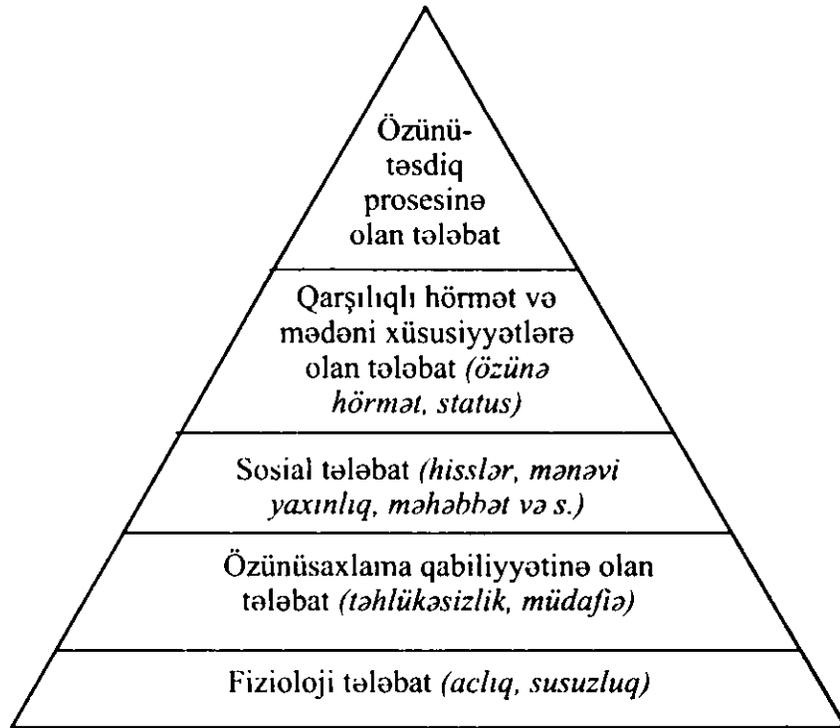 Özünü-
təsdiq
prosesinə
olan tələbat
Qarşılıqlı hörmət və
mədəni xüsusiyyətlərə
olan tələbat (özünə
hörmət, status)
Sosial tələbat (hisslər, mənəvi
yaxınlıq, məhəbbət və s.)
Özünüsaxlama qabiliyyətinə olan
tələbat (təhlükəsizlik, müdafiə)
Fizioloji tələbat (aclıq, susuzluq)